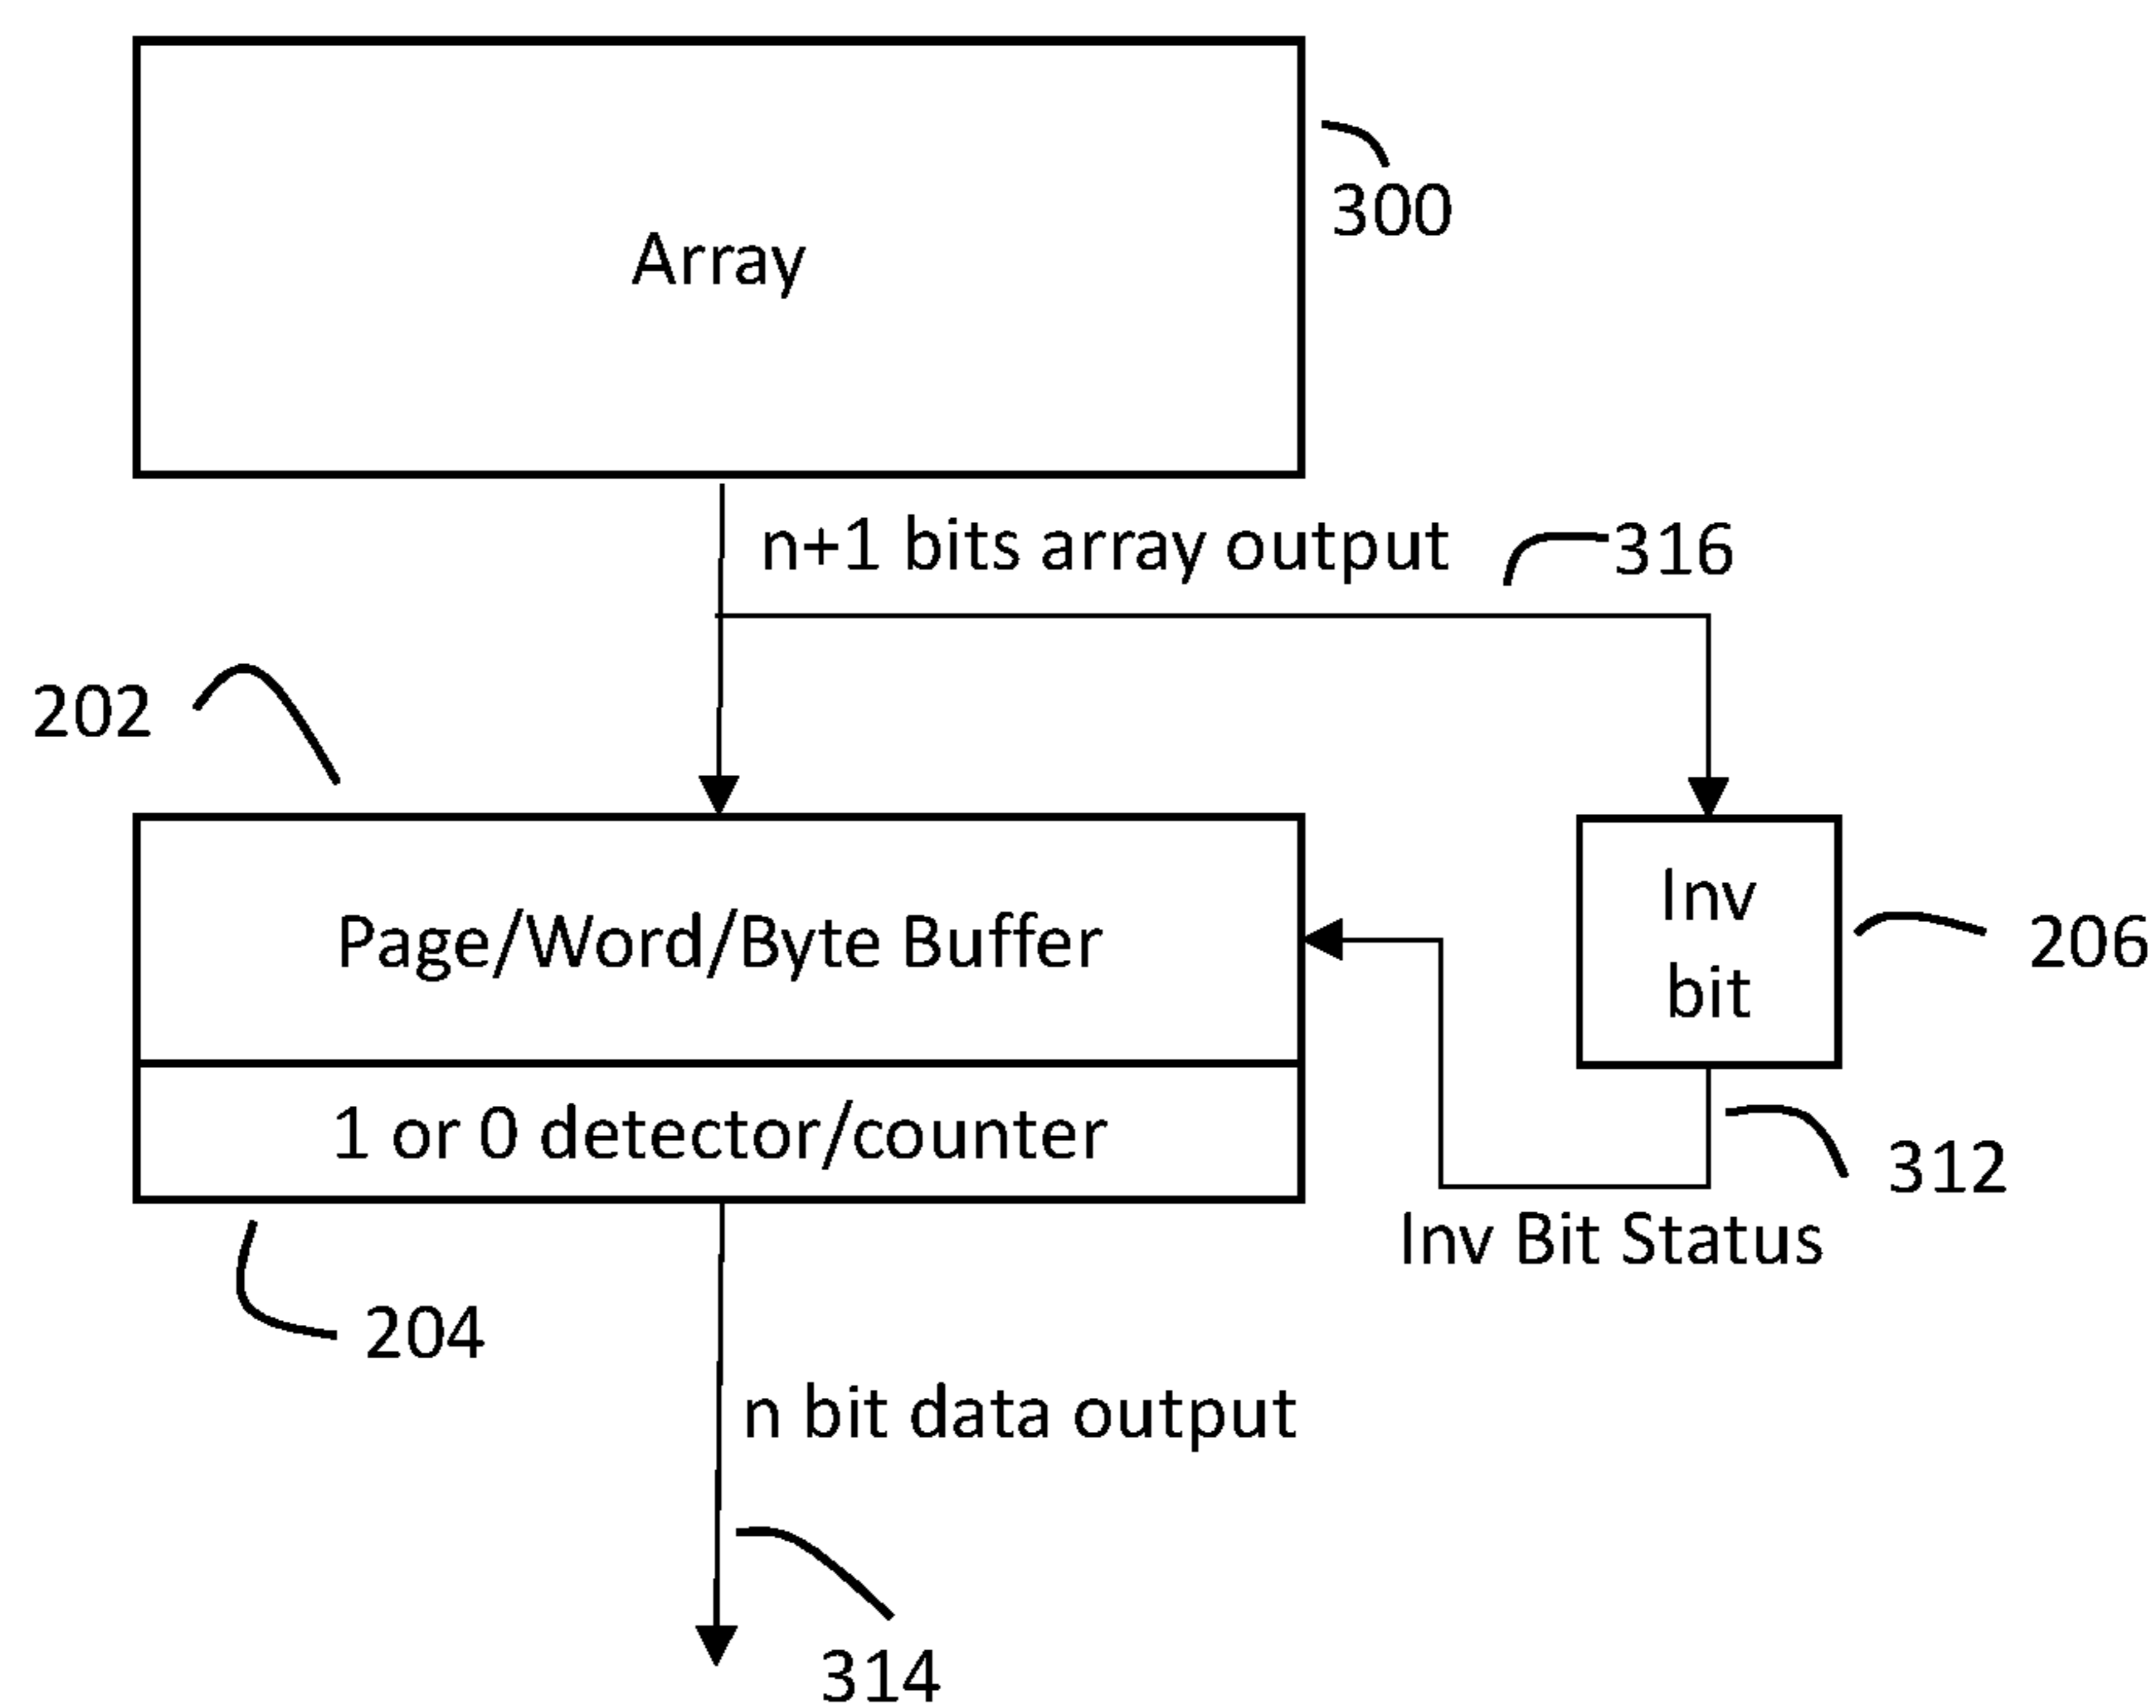 Array
300
n+1 bits array output
316
202
Page/Word/Byte Buffer
Inv
bit
206
1 or 0 detector/counter
312
Inv Bit Status
204
n bit data output
314